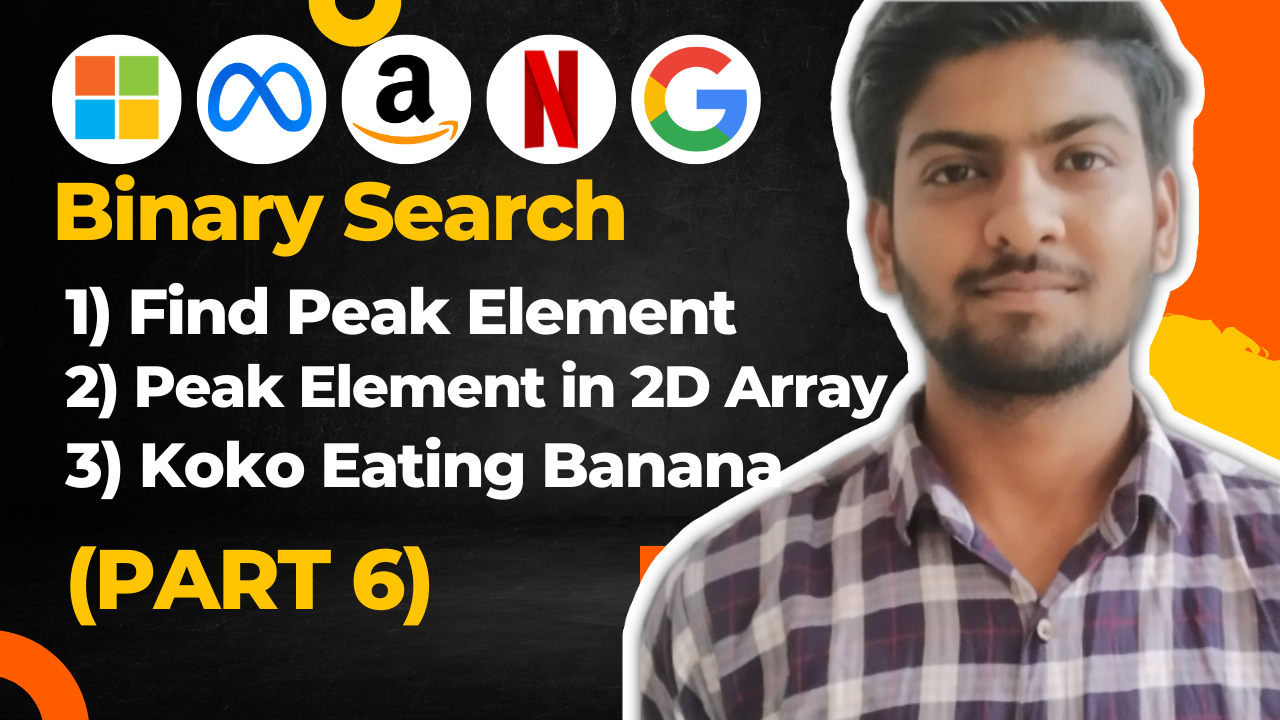 Binary Search
1) Find Peak Element
2) Peak Element in 2D Array
3) Koko Eating Banana
(PART 6)